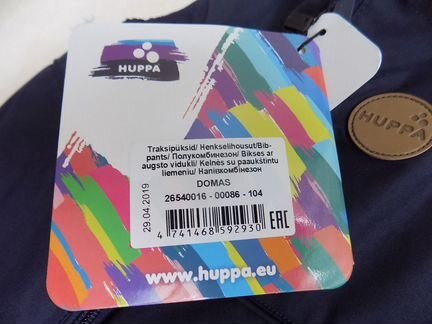 HUPPA
HUPPA
Traksipüksid/ Henkselihousut/Bib-
pants/ Полукомбинезон/ Bikses ar
augsto vidukli/ Kelnės su paaukštintu
liemeniu/ Напівкомбінезон
DOMAS
26540016 - 00086 - 104
29.04.2019
4 741468 592930
EAC
www.huppa.eu